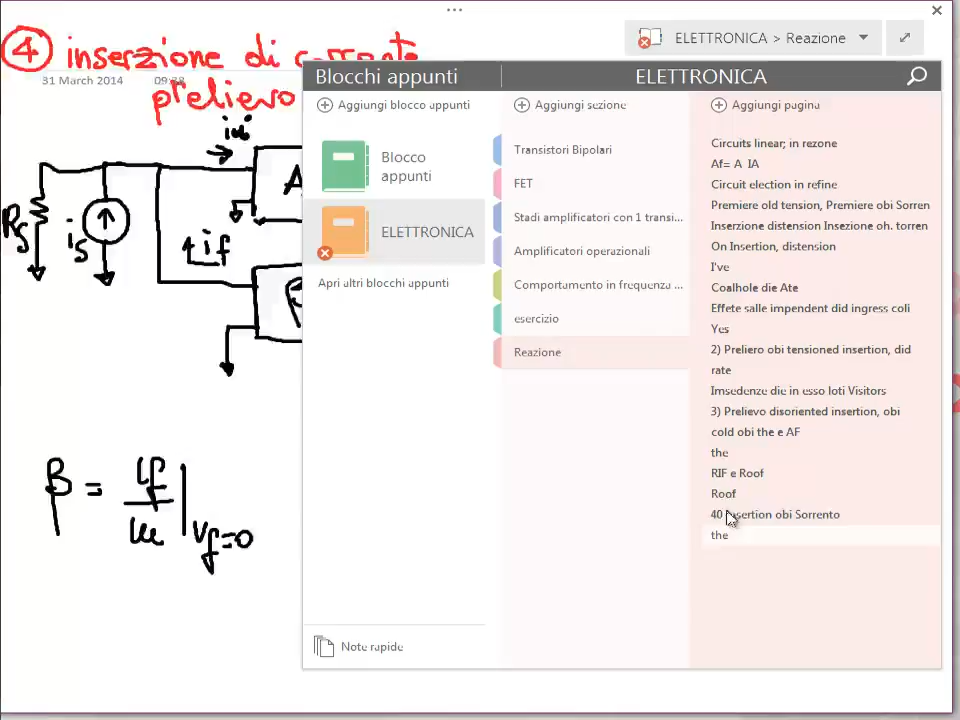 ④ inserzione di corrente
31 March 2014 09:38
prelievo
iin
A
Rs
is
if
β = if | vf=0
ELETTRONICA > Reazione
Blocchi appunti
ELETTRONICA
Aggiungi blocco appunti
Blocco
appunti
ELETTRONICA
Apri altri blocchi appunti
Note rapide
Aggiungi sezione
Transistori Bipolari
FET
Stadi amplificatori con 1 transi...
Amplificatori operazionali
Comportamento in frequenza ...
esercizio
Reazione
Aggiungi pagina
Circuits linear; in rezone
Af= A IA
Circuit election in refine
Premiere old tension, Premiere obi Sorren
Inserzione distension Insezione oh. torren
On Insertion, distension
I've
Coalhole die Ate
Effete salle impendent did ingress coli
Yes
2) Preliero obi tensioned insertion, did
rate
Imsedenze die in esso loti Visitors
3) Prelievo disoriented insertion, obi
cold obi the e AF
the
RIF e Roof
Roof
40 insertion obi Sorrento
the